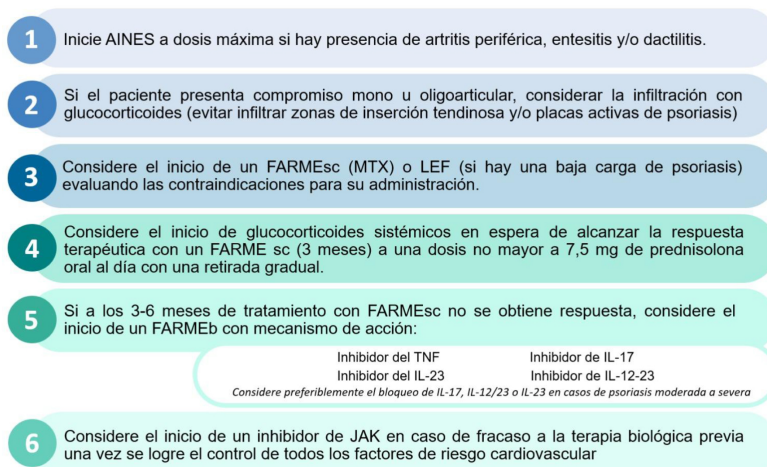 1
Inicie AINES a dosis máxima si hay presencia de artritis periférica, entesitis y/o dactilitis.
2
Si el paciente presenta compromiso mono u oligoarticular, considerar la infiltración con
glucocorticoides (evitar infiltrar zonas de inserción tendinosa y/o placas activas de psoriasis)
3
Considere el inicio de un FARMEsc (MTX) o LEF (si hay una baja carga de psoriasis)
evaluando las contraindicaciones para su administración.
4
Considere el inicio de glucocorticoides sistémicos en espera de alcanzar la respuesta
terapéutica con un FARME sc (3 meses) a una dosis no mayor a 7,5 mg de prednisolona
oral al día con una retirada gradual.
5
Si a los 3-6 meses de tratamiento con FARMEsc no se obtiene respuesta, considere el
inicio de un FARMEb con mecanismo de acción:
Inhibidor del TNF Inhibidor de IL-17
Inhibidor del IL-23 Inhibidor de IL-12-23
Considere preferiblemente el bloqueo de IL-17, IL-12/23 o IL-23 en casos de psoriasis moderada a severa
6
Considere el inicio de un inhibidor de JAK en caso de fracaso a la terapia biológica previa
una vez se logre el control de todos los factores de riesgo cardiovascular